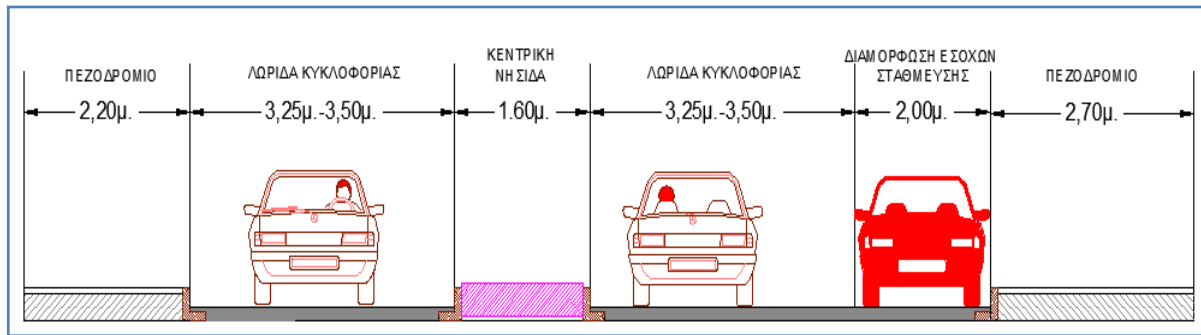 ΠΕΖΟΔΡΟΜΙΟ
2,20μ.
ΛΩΡΙΔΑ ΚΥΚΛΟΦΟΡΙΑΣ
3,25μ.-3,50μ.
ΚΕΝΤΡΙΚΗ
ΝΗΣΙΔΑ
1.60μ.
ΛΩΡΙΔΑ ΚΥΚΛΟΦΟΡΙΑΣ
3,25μ.-3,50μ.
ΔΙΑΜΟΡΦΩΣΗ ΕΣΟΧΩΝ
ΣΤΑΘΜΕΥΣΗΣ
2,00μ.
ΠΕΖΟΔΡΟΜΙΟ
2,70μ.